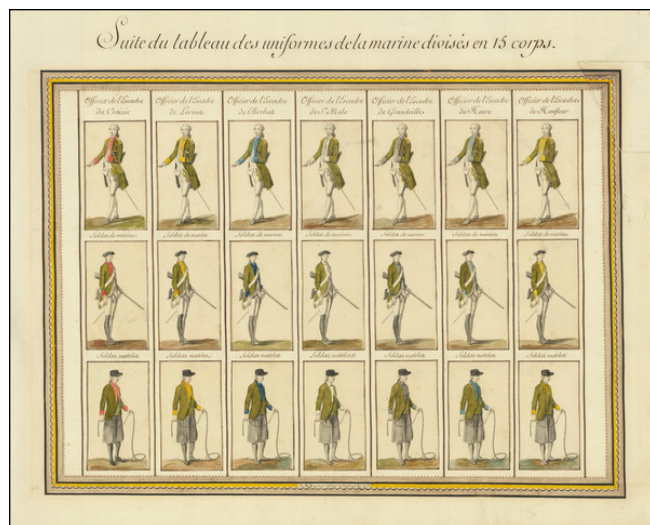 Suite du tableau des uniformes de la marine divisés en 15 corps.
Officier de l'Escadre du Croisic
Officier de l'Escadre de Lorient
Officier de l'Escadre de
Officier de l'Escadre de St Malo
Officier de l'Escadre de Grandvilles
Officier de l'Escadre du Havre
Officier de l'Escadre de Honfleur
Soldat de marine
Soldat de marine
Soldat de marine
Soldat de marine
Soldat de marine
Soldat de marine
Soldat de marine
Soldat matelot
Soldat matelot
Soldat matelot
Soldat matelot
Soldat matelot
Soldat matelot
Soldat matelot